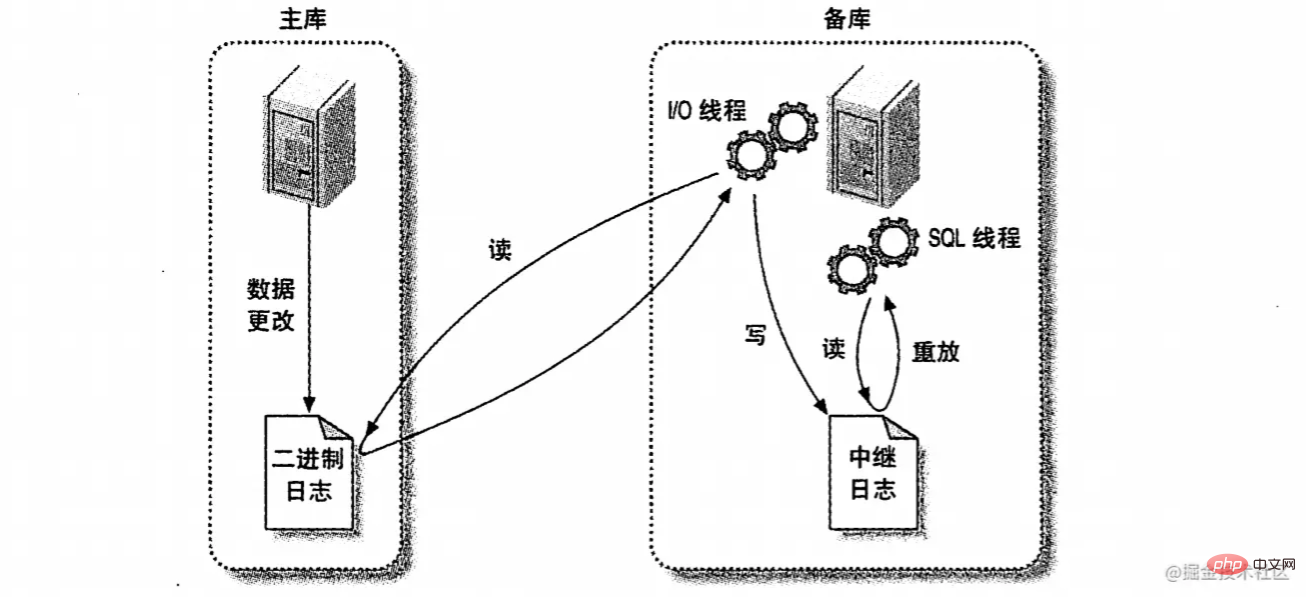 主库
备库
I/O 线程
SQL 线程
读
数据
更改
写
读
重放
二进制
日志
中继
日志
@掘金技术社区
php 中文网